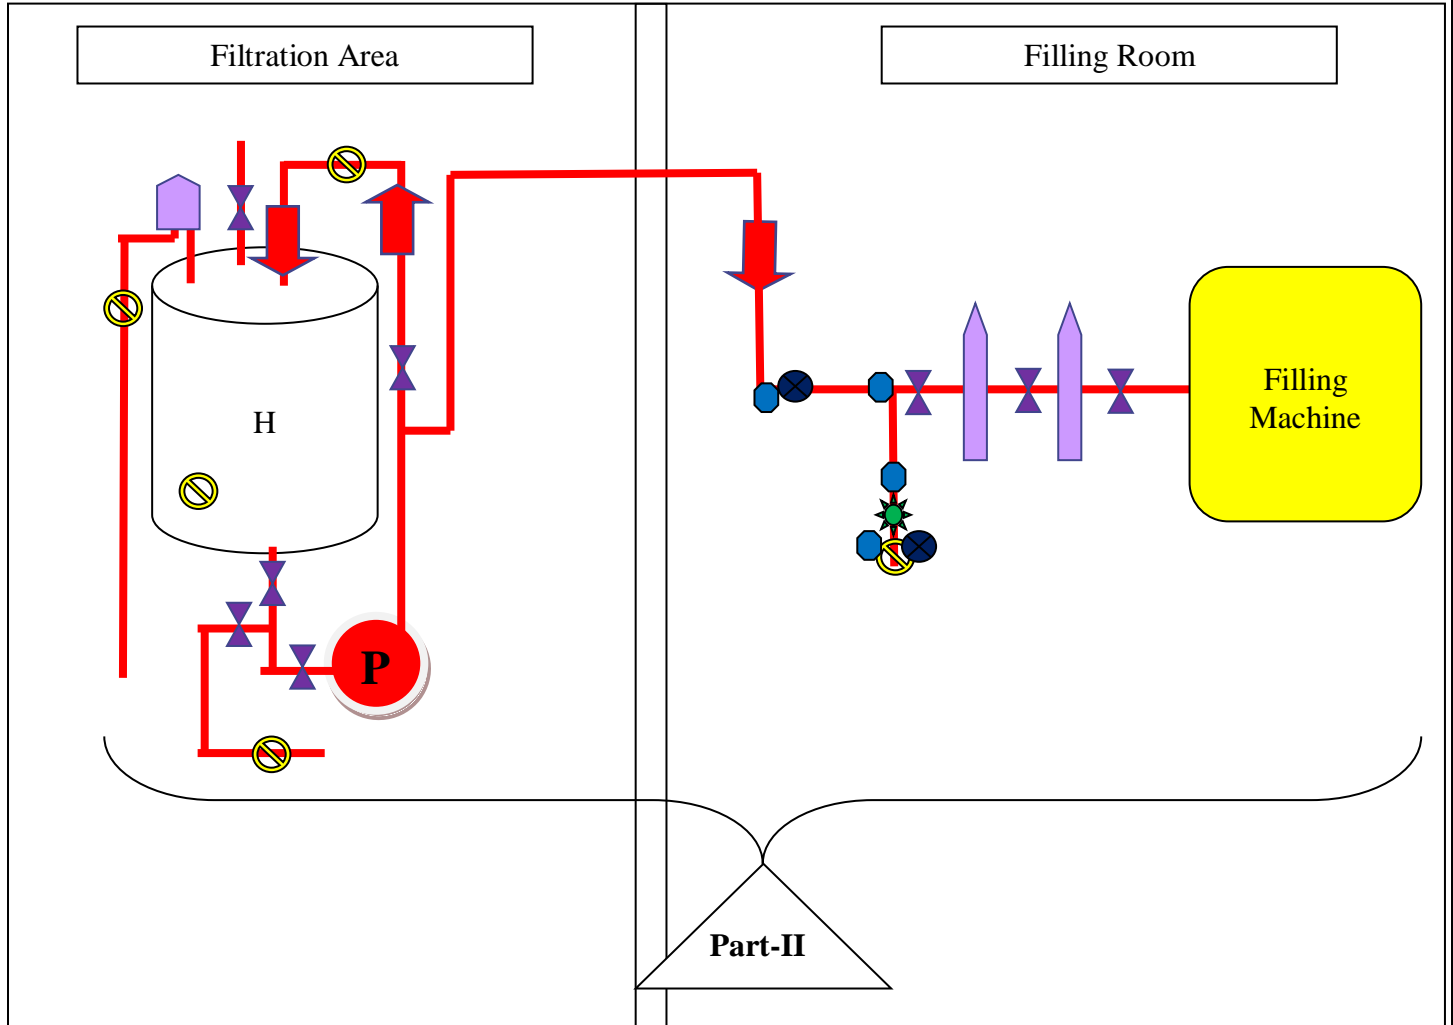 Filtration Area
Filling Room
H
Filling
Machine
P
Part-II